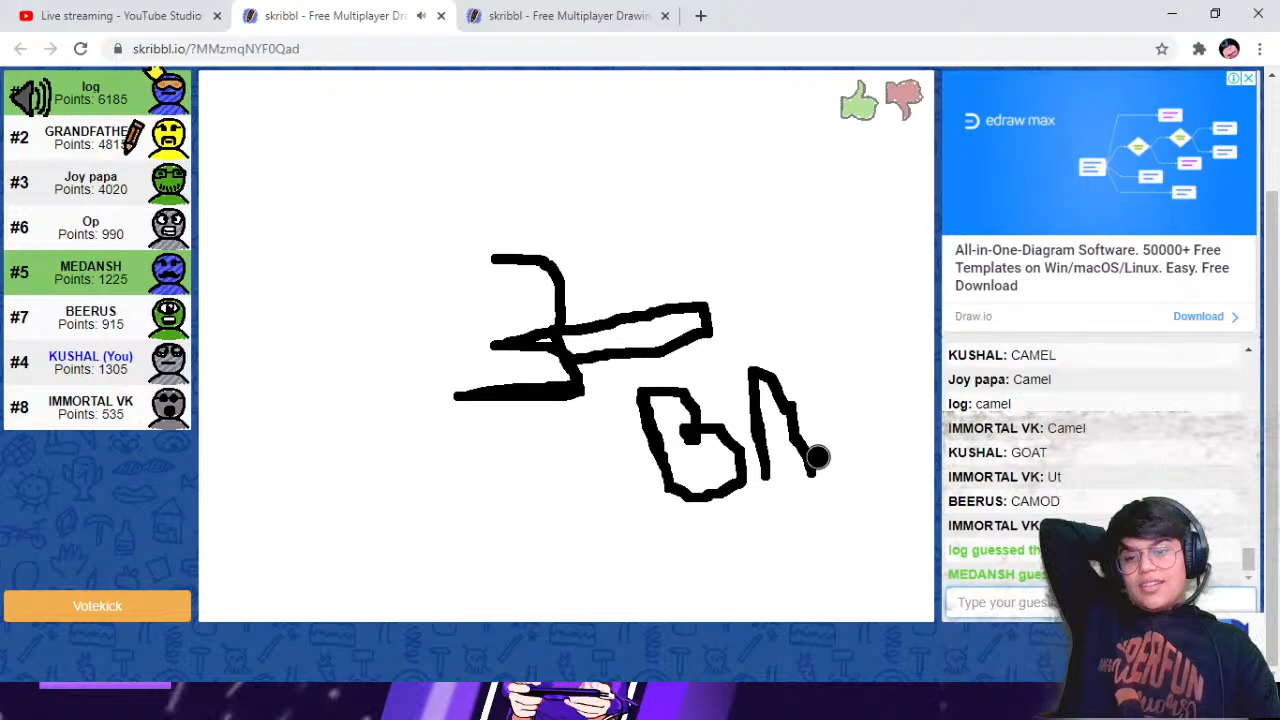 Live streaming - YouTube Studio
skribbl - Free Multiplayer Dra
skribbl - Free Multiplayer Drawin
skribbl.io/?MMzmqNYF0Qad
log
Points: 6185
#2
GRANDFATHE
Points: 4815
#3
Joy papa
Points: 4020
#6
Op
Points: 990
#5
MEDANSH
Points: 1225
#7
BEERUS
Points: 915
#4
KUSHAL (You)
Points: 1305
#8
IMMORTAL VK
Points: 535
Votekick
edraw max
All-in-One-Diagram Software. 50000+ Free
Templates on Win/macOS/Linux. Easy. Free
Download
Draw.io
Download
KUSHAL: CAMEL
Joy papa: Camel
log: camel
IMMORTAL VK: Camel
KUSHAL: GOAT
IMMORTAL VK: Ut
BEERUS: CAMOD
IMMORTAL VK
log guessed th
MEDANSH gue
Type your gues